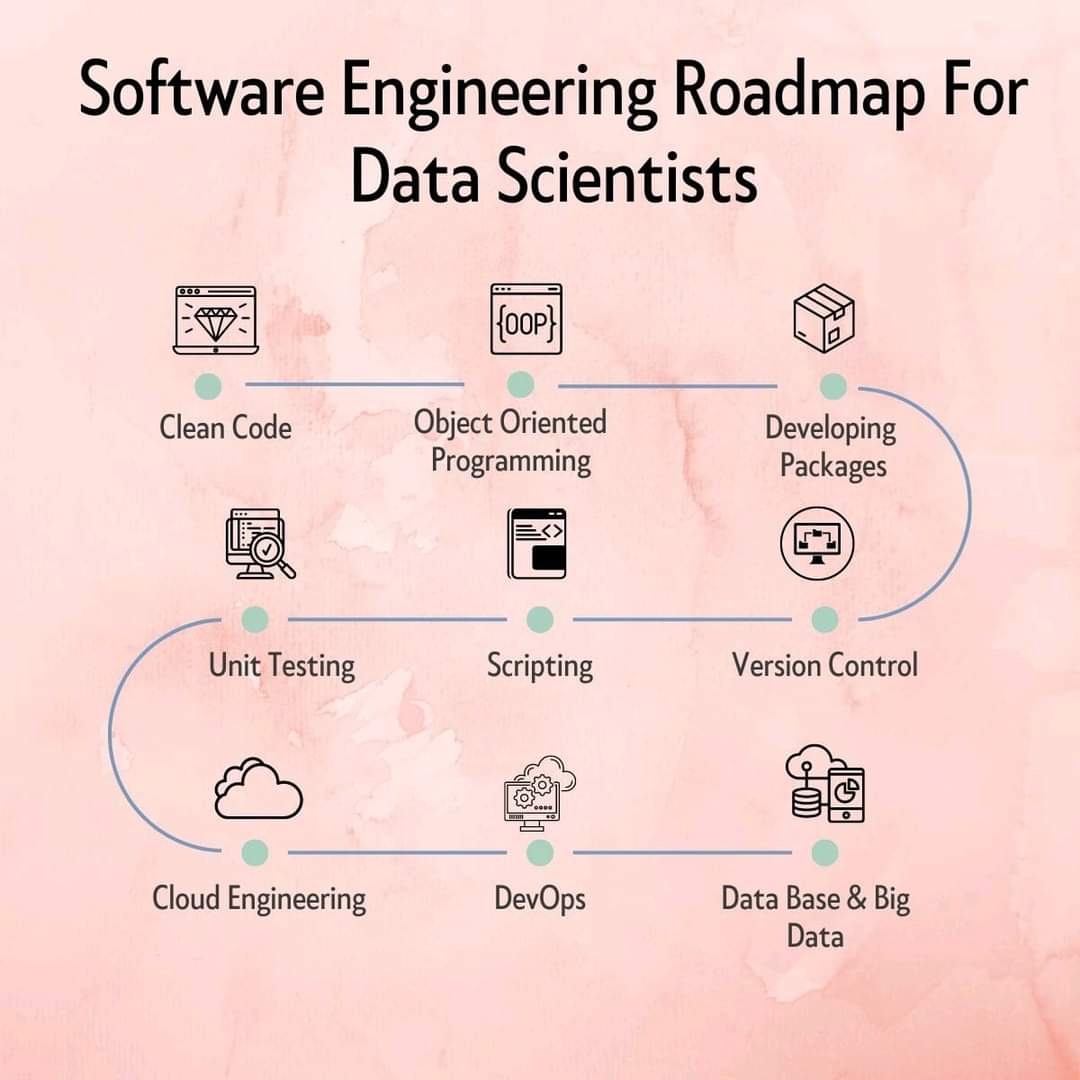 Software Engineering Roadmap For
Data Scientists
{OOP}
Clean Code
Object Oriented
Programming
Developing
Packages
Unit Testing
Scripting
Version Control
Cloud Engineering
DevOps
Data Base & Big
Data